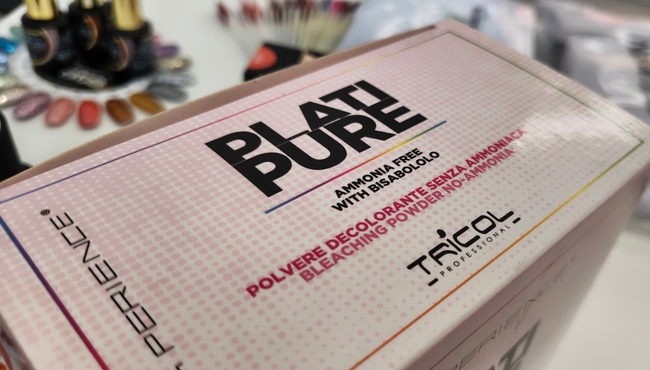 PLATI
PURE
AMMONIA FREE
WITH BISABOLOLO
POLVERE DECOLORANTE SENZA AMMONIACA
BLEACHING POWDER NO-AMMONIA
TRICOL
PROFESSIONAL
PERIENCE®